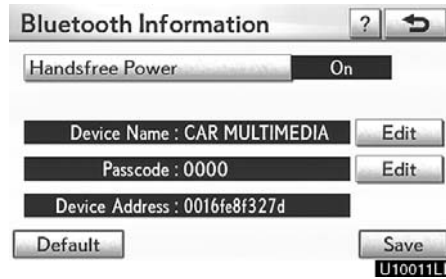 Bluetooth Information ?
Handsfree Power On
Device Name : CAR MULTIMEDIA Edit
Passcode : 0000 Edit
Device Address : 0016fe8f327d
Default Save
U10011L